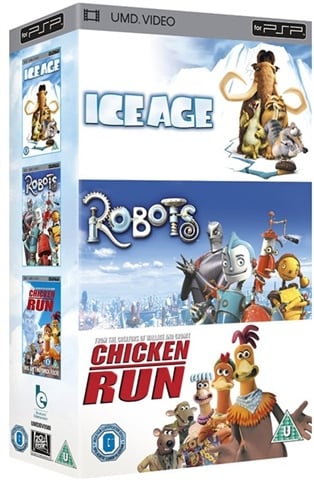 for PSP
UMD. VIDEO
for PSP
ICE AGE
ROBOTS
FROM THE CREATORS OF WALLACE AND GROMIT
CHICKEN
RUN
G
U
ICE AGE
ROBOTS
CHICKEN
RUN
G
20
U